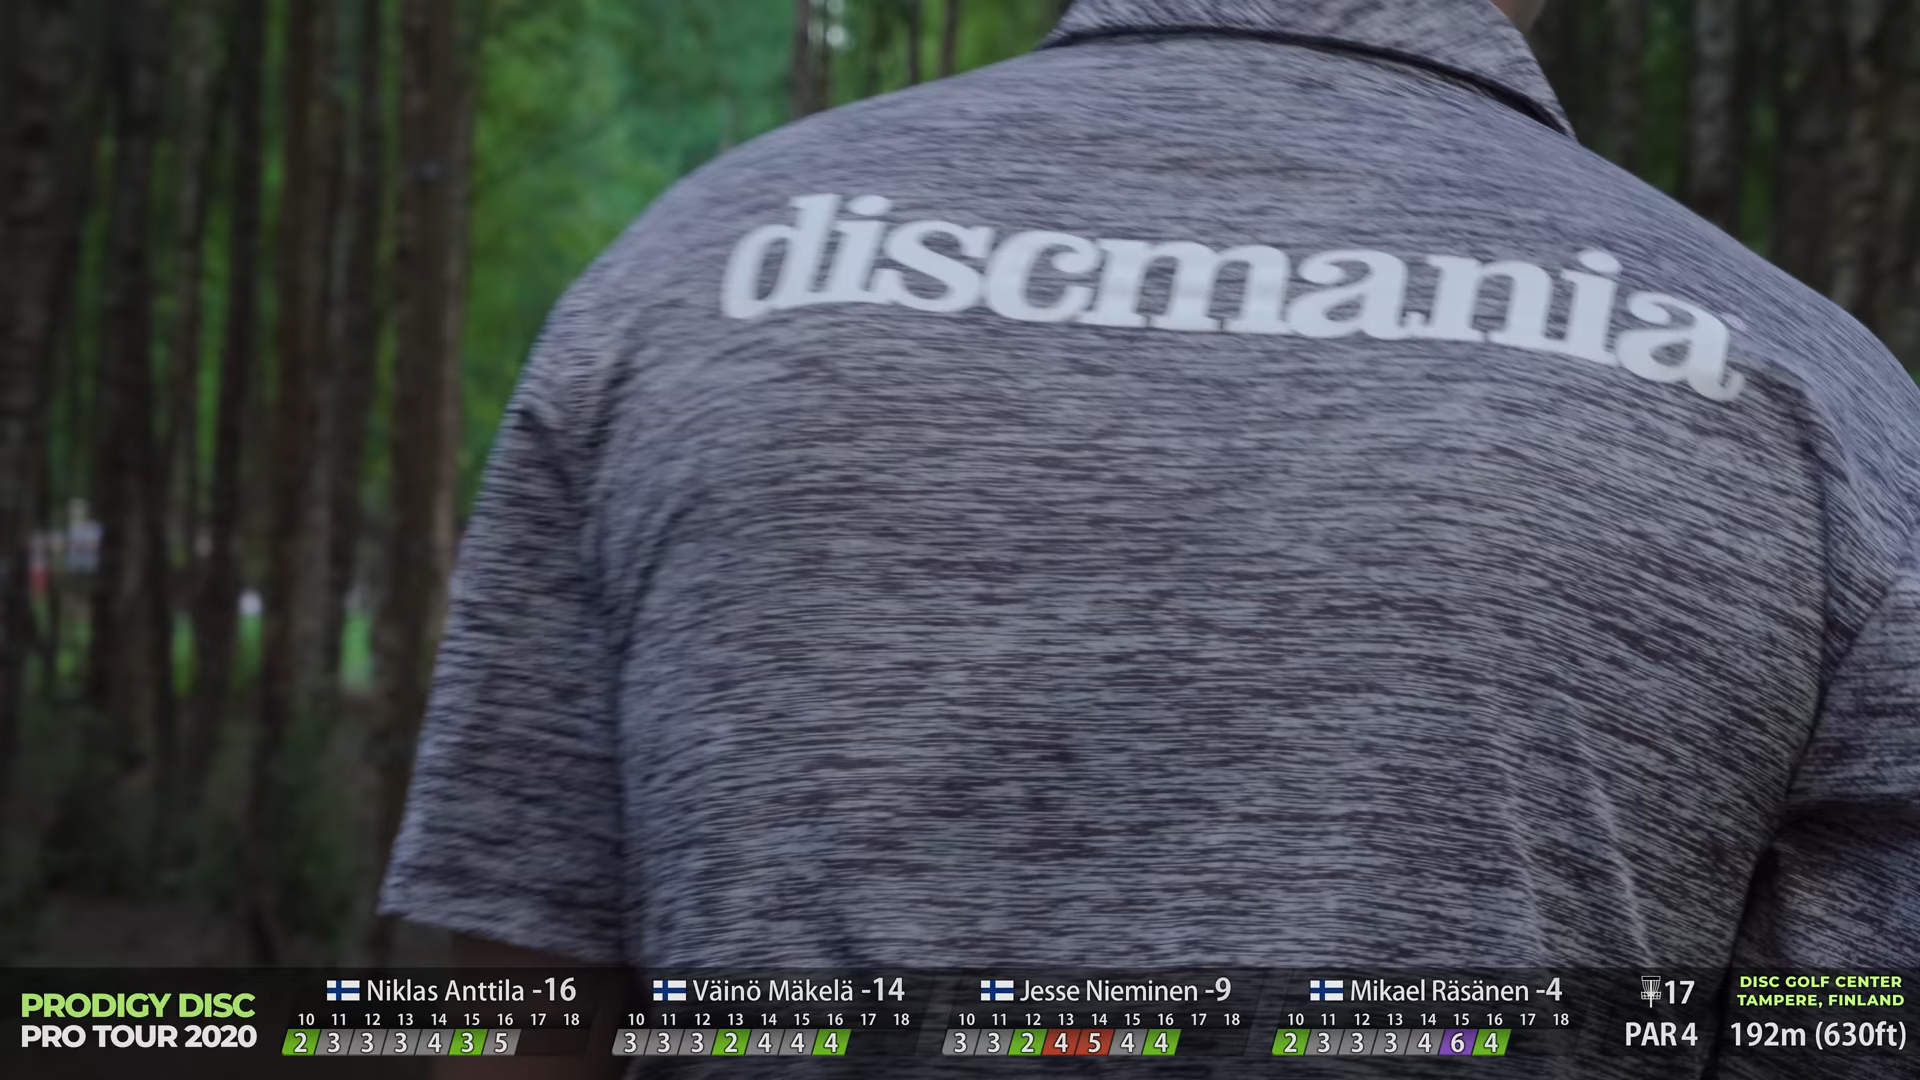 discmania
PRODIGY DISC
PRO TOUR 2020
Niklas Anttila -16
10 11 12 13 14 15 16 17 18
2 3 3 3 4 3 5
Väinö Mäkelä -14
10 11 12 13 14 15 16 17 18
3 3 3 2 4 4 4
Jesse Nieminen -9
10 11 12 13 14 15 16 17 18
3 3 2 4 5 4 4
Mikael Räsänen -4
10 11 12 13 14 15 16 17 18
2 3 3 3 4 6 4
17
PAR 4
DISC GOLF CENTER
TAMPERE, FINLAND
192m (630ft)